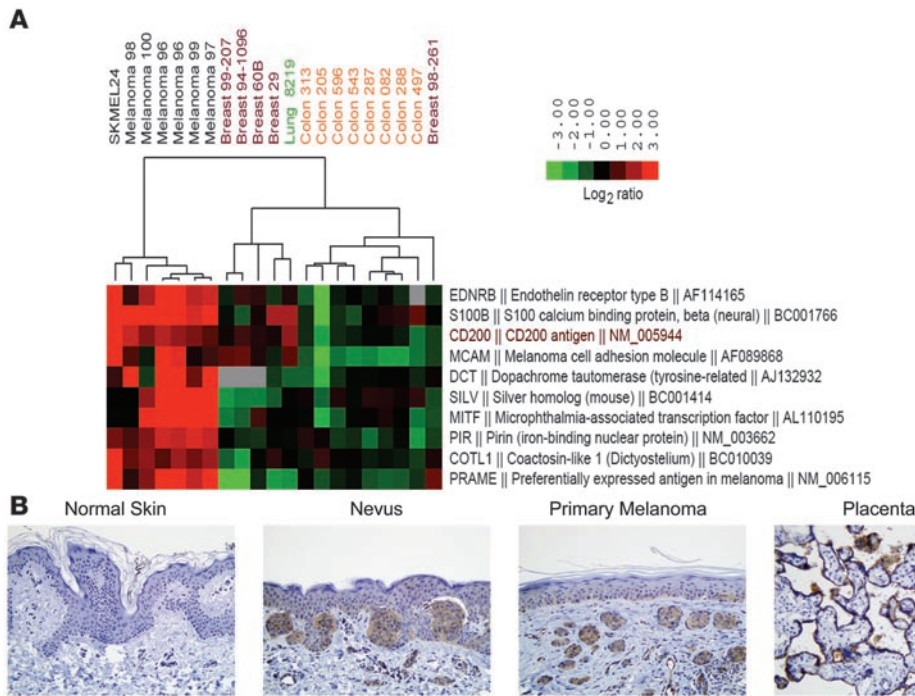 A
SKMEL24
Melanoma 98
Melanoma 100
Melanoma 96
Melanoma 96
Melanoma 99
Melanoma 97
Breast 99-207
Breast 94-1096
Breast 60B
Breast 29
Lung 8219
Colon 313
Colon 205
Colon 596
Colon 543
Colon 287
Colon 082
Colon 288
Colon 497
Breast 98-261
-3.00
-2.00
-1.00
0.00
1.00
2.00
3.00
Log2 ratio
EDNRB || Endothelin receptor type B || AF114165
S100B || S100 calcium binding protein, beta (neural) || BC001766
CD200 || CD200 antigen || NM_005944
MCAM || Melanoma cell adhesion molecule || AF089868
DCT || Dopachrome tautomerase (tyrosine-related || AJ132932
SILV || Silver homolog (mouse) || BC001414
MITF || Microphthalmia-associated transcription factor || AL110195
PIR || Pirin (iron-binding nuclear protein) || NM_003662
COTL1 || Coactosin-like 1 (Dictyostelium) || BC010039
PRAME || Preferentially expressed antigen in melanoma || NM_006115
B
Normal Skin
Nevus
Primary Melanoma
Placenta